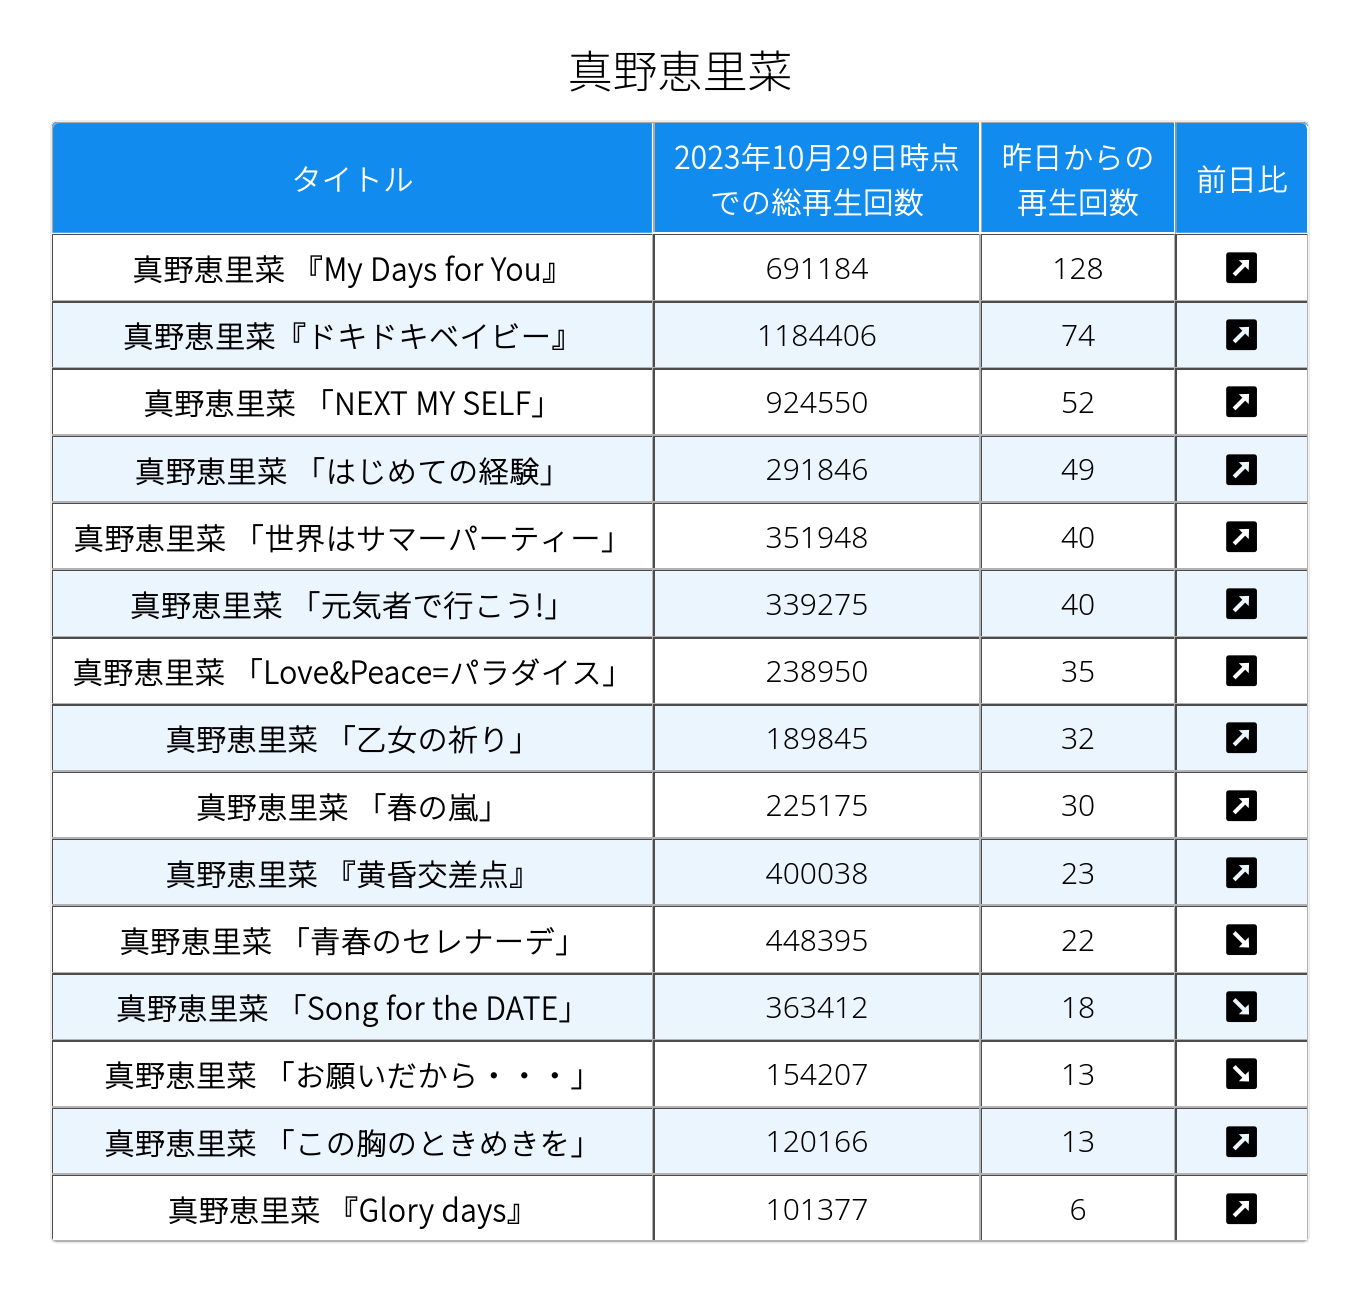 真野恵里菜
タイトル 2023年10月29日時点での総再生回数 昨日からの再生回数 前日比
真野恵里菜 『My Days for You』 691184 128 ↗
真野恵里菜『ドキドキベイビー』 1184406 74 ↗
真野恵里菜 「NEXT MY SELF」 924550 52 ↗
真野恵里菜 「はじめての経験」 291846 49 ↗
真野恵里菜 「世界はサマーパーティー」 351948 40 ↗
真野恵里菜 「元気者で行こう!」 339275 40 ↗
真野恵里菜 「Love&Peace=パラダイス」 238950 35 ↗
真野恵里菜 「乙女の祈り」 189845 32 ↗
真野恵里菜 「春の嵐」 225175 30 ↗
真野恵里菜 『黄昏交差点』 400038 23 ↗
真野恵里菜 「青春のセレナーデ」 448395 22 ↘
真野恵里菜 「Song for the DATE」 363412 18 ↘
真野恵里菜 「お願いだから・・・」 154207 13 ↘
真野恵里菜 「この胸のときめきを」 120166 13 ↗
真野恵里菜 『Glory days』 101377 6 ↗